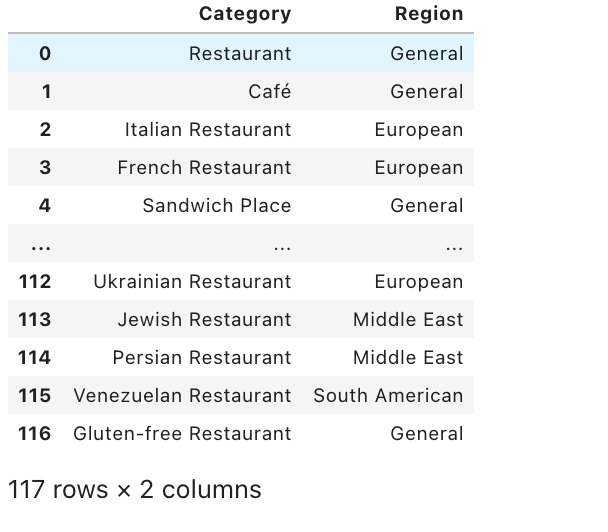 Category Region
0 Restaurant General
1 Café General
2 Italian Restaurant European
3 French Restaurant European
4 Sandwich Place General
... ... ...
112 Ukrainian Restaurant European
113 Jewish Restaurant Middle East
114 Persian Restaurant Middle East
115 Venezuelan Restaurant South American
116 Gluten-free Restaurant General
117 rows × 2 columns